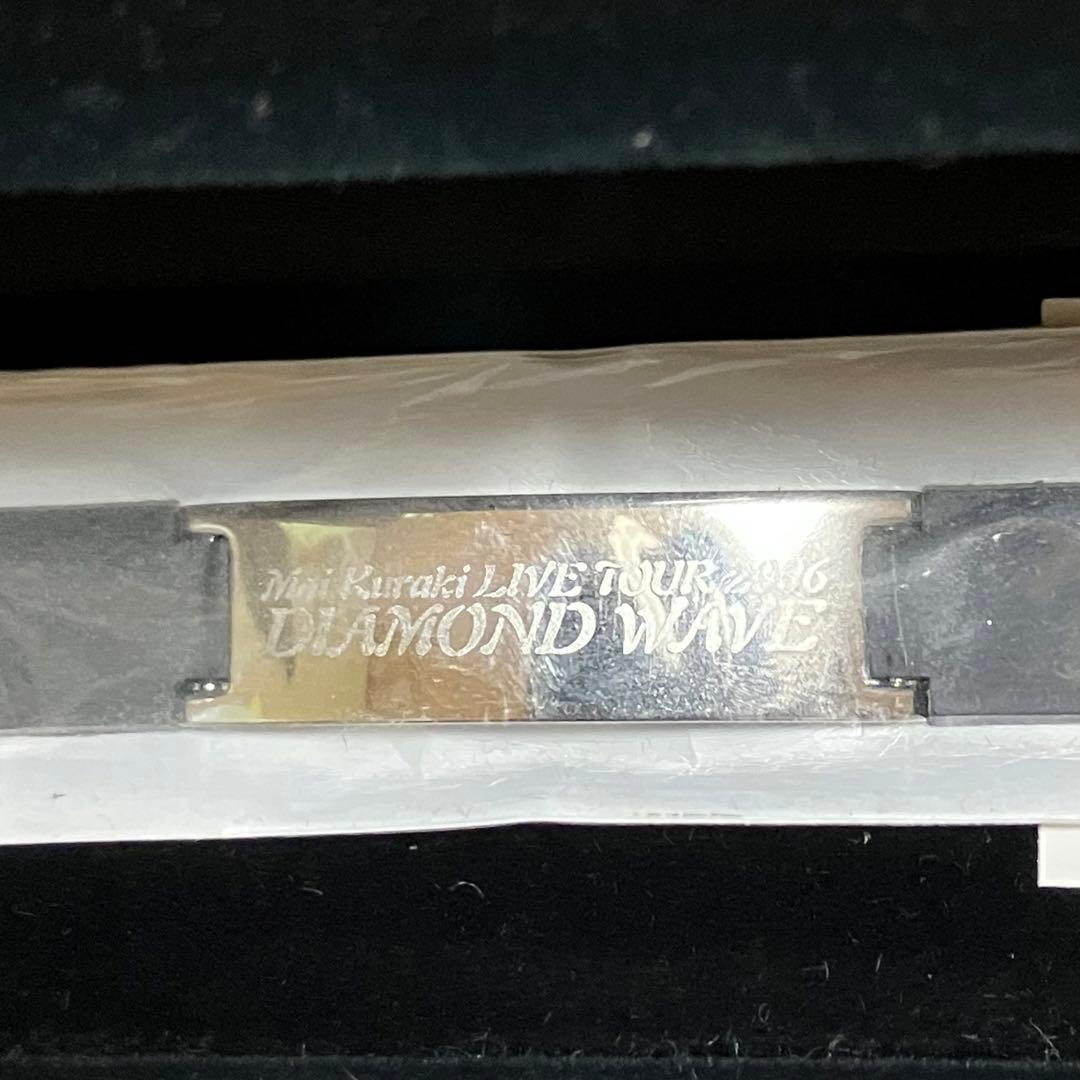 Mai Kuraki LIVE TOUR 2006
DIAMOND WAVE